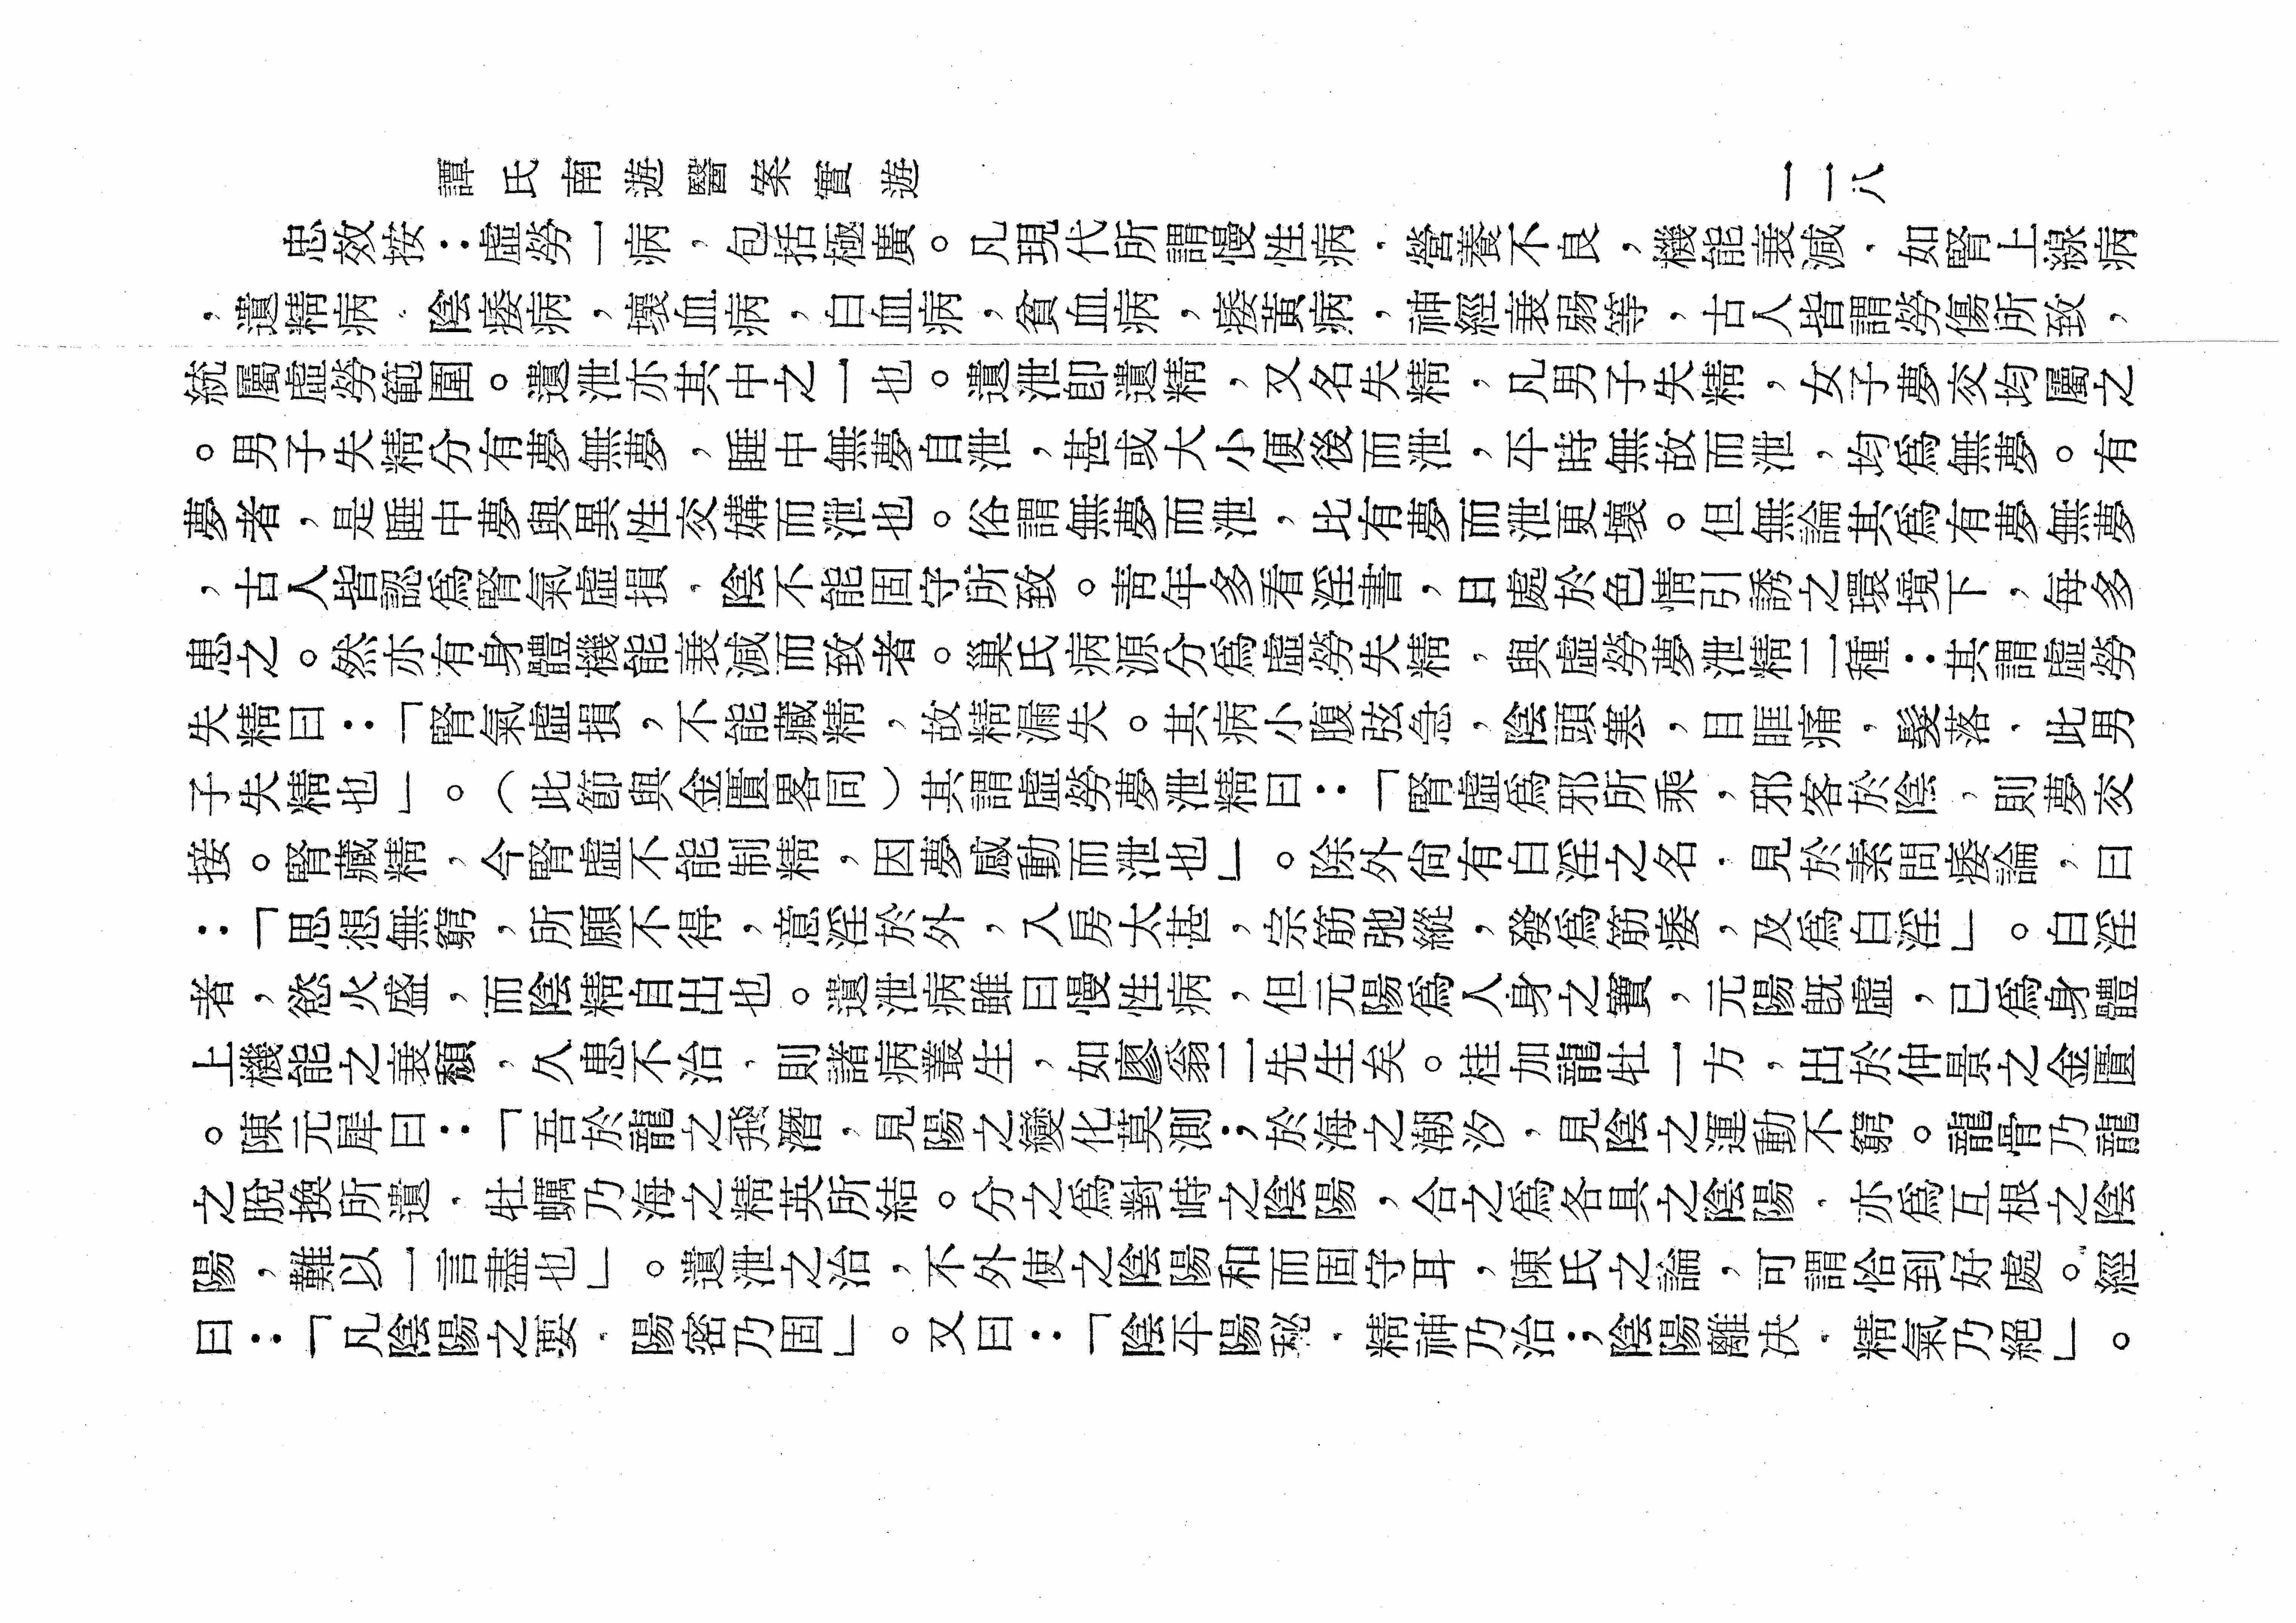 譚氏南遊醫案實遊
一一八
忠效按：虛勞一病，包括極廣。凡現代所謂慢性病，營養不良，機能衰減，如腎上線病
，遺精病，陰痿病，壞血病，白血病，貧血病，痿黃病，神經衰弱等，古人皆謂勞傷所致，
統屬虛勞範圍。遺泄亦其中之一也。遺泄卽遺精，又名失精，凡男子失精，女子夢交均屬之
。男子失精分有夢無夢，睡中無夢自泄，甚或大小便後而泄，平時無故而泄，均爲無夢。有
夢者，是睡中夢與異性交媾而泄也。俗謂無夢而泄，比有夢而泄更壞。但無論其爲有夢無夢
，古人皆認爲腎氣虛損，陰不能固守所致。靑年多看淫書，日處於色情引誘之環境下，每多
患之。然亦有身體機能衰減而致者。巢氏病源分爲虛勞失精，與虛勞夢泄精二種：其謂虛勞
失精曰：「腎氣虛損，不能藏精，故精漏失。其病小腹弦急，陰頭寒，目眶痛，髮落，此男
子失精也」。（此節與金匱畧同）其謂虛勞夢泄精曰：「腎虛爲邪所乘，邪客於陰，則夢交
接。腎藏精，今腎虛不能制精，因夢感動而泄也」。除外尙有白淫之名，見於素問痿論，曰
：「思想無窮，所願不得，意淫於外，入房太甚，宗筋弛縱，發爲筋痿，及爲白淫」。白淫
者，慾火盛，而陰精自出也。遺泄病雖曰慢性病，但元陽爲人身之寶，元陽旣虛，已爲身體
上機能之衰頹，久患不治，則諸病叢生，如廖翁二先生矣。桂加龍牡一方，出於仲景之金匱
。陳元犀曰：「吾於龍之飛潛，見陽之變化莫測；於海之潮汐，見陰之運動不窮。龍骨乃龍
之脫換所遺，牡蠣乃海之精英所結。分之爲對峙之陰陽，合之爲各具之陰陽，亦爲互根之陰
陽，難以一言盡也」。遺泄之治，不外使之陰陽和而固守耳，陳氏之論，可謂恰到好處。經
曰：「凡陰陽之要，陽密乃固」。又曰：「陰平陽秘，精神乃治；陰陽離決，精氣乃絕」。